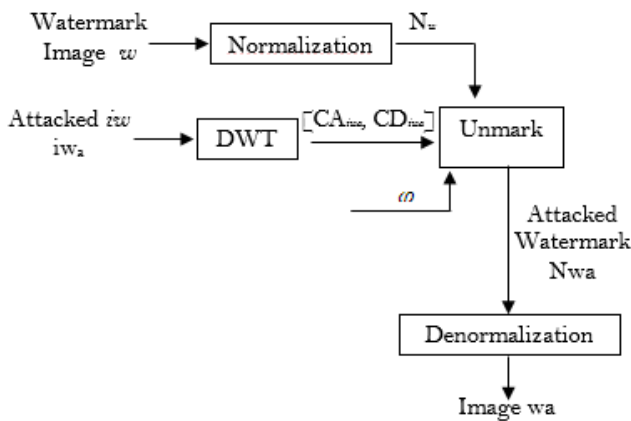 Watermark
Image w
Normalization
Nw
Attacked iw
iwa
DWT
[CAiwa, CDiwa]
Unmark
φ
Attacked
Watermark
Nwa
Denormalization
Image wa